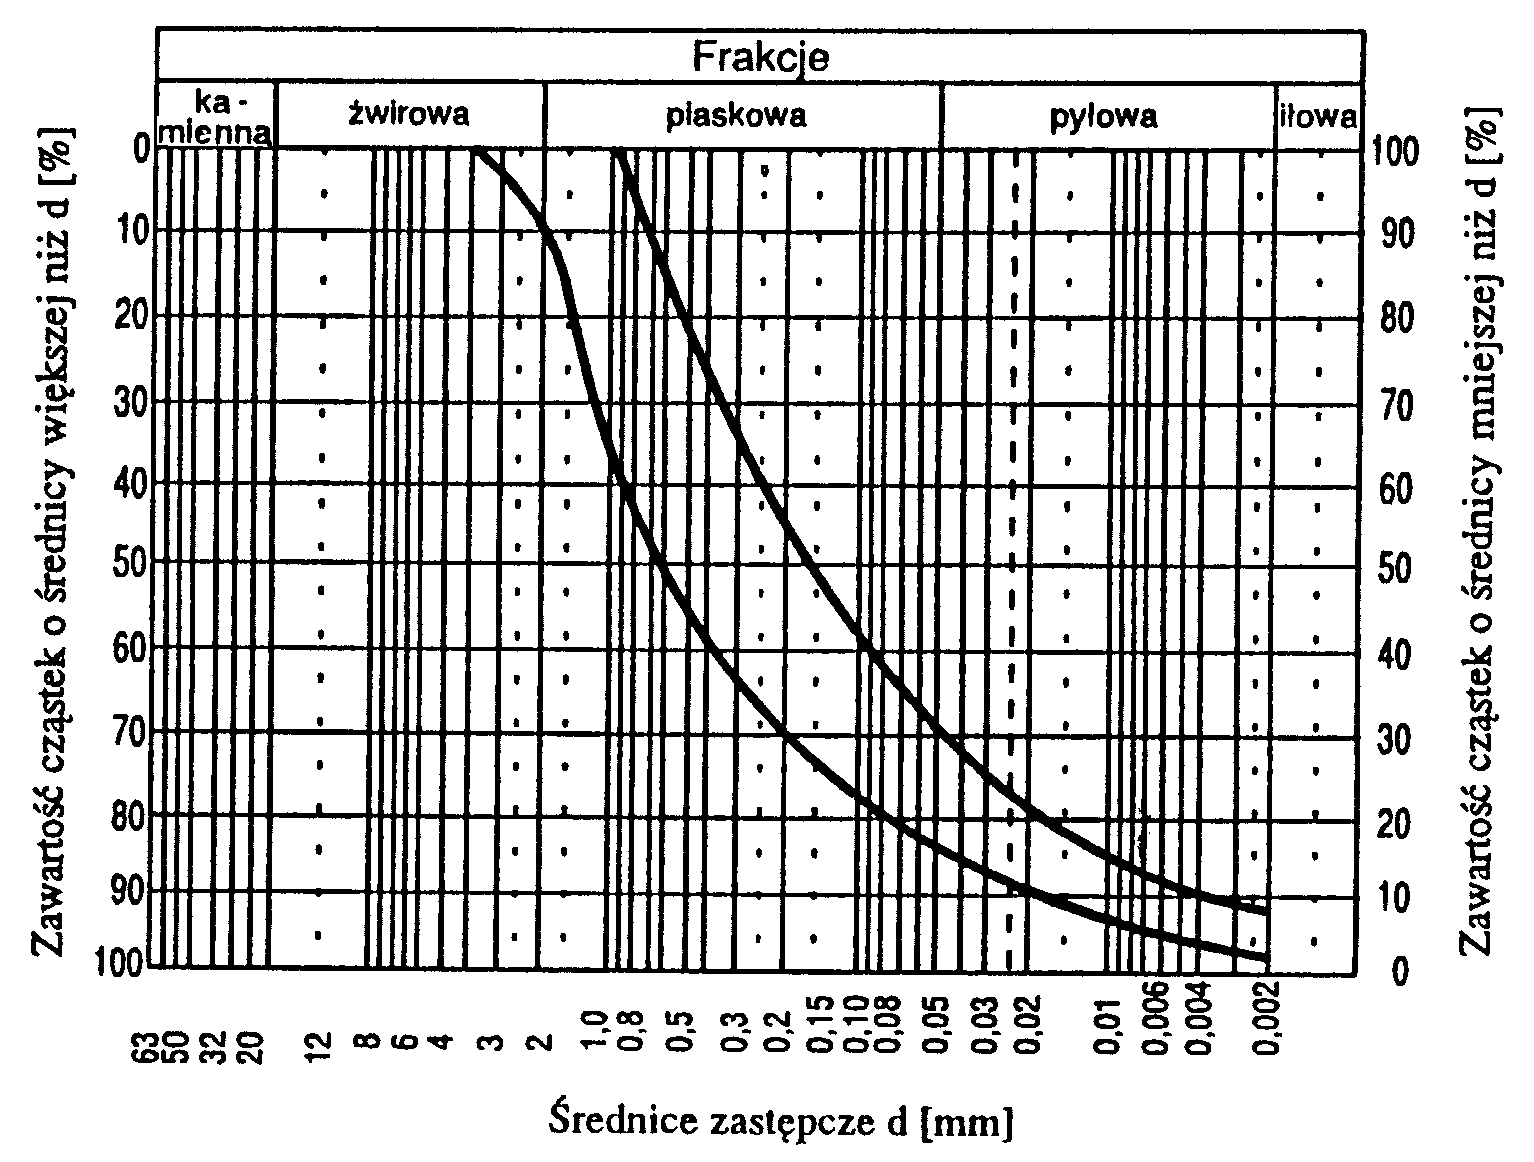 Frakcje
ka-
mienna
żwirowa
piaskowa
pyłowa
iłowa
Zawartość cząstek o średnicy większej niż d [%]
0
10
20
30
40
50
60
70
80
90
100
100
90
80
70
60
50
40
30
20
10
0
Zawartość cząstek o średnicy mniejszej niż d [%]
63 50 32 20 12 8 6 4 3 2 1,0 0,8 0,5 0,3 0,2 0,15 0,10 0,08 0,05 0,03 0,02 0,01 0,006 0,004 0,002
Średnice zastępcze d [mm]